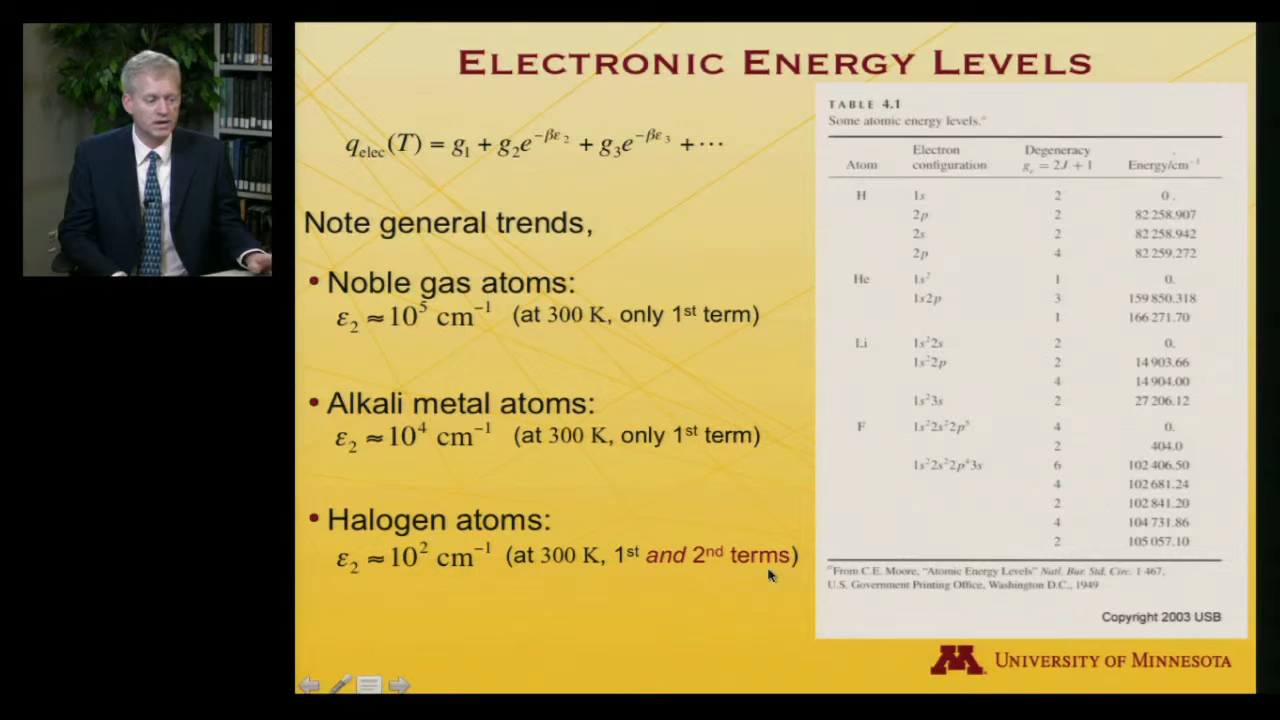 ELECTRONIC ENERGY LEVELS
q_elec(T) = g₁ + g₂e^(−βε₂) + g₃e^(−βε₃) + ⋯
Note general trends,
• Noble gas atoms:
ε₂ ≈ 10⁵ cm⁻¹ (at 300 K, only 1st term)
• Alkali metal atoms:
ε₂ ≈ 10⁴ cm⁻¹ (at 300 K, only 1st term)
• Halogen atoms:
ε₂ ≈ 10² cm⁻¹ (at 300 K, 1st and 2nd terms)
TABLE 4.1
Some atomic energy levels.ᵃ
Atom Electron configuration Degeneracy gₑ = 2J + 1 Energy/cm⁻¹
H 1s 2 0.
2p 2 82 258.907
2s 2 82 258.942
2p 4 82 259.272
He 1s² 1 0.
1s2p 3 159 850.318
1 166 271.70
Li 1s²2s 2 0.
1s²2p 2 14 903.66
4 14 904.00
1s²3s 2 27 206.12
F 1s²2s²2p⁵ 4 0.
2 404.0
1s²2s²2p⁴3s 6 102 406.50
4 102 681.24
2 102 841.20
4 104 731.86
2 105 057.10
ᵃFrom C.E. Moore, "Atomic Energy Levels" Natl. Bur. Std. Circ. 1 467,
U.S. Government Printing Office, Washington D.C., 1949
Copyright 2003 USB
M UNIVERSITY OF MINNESOTA